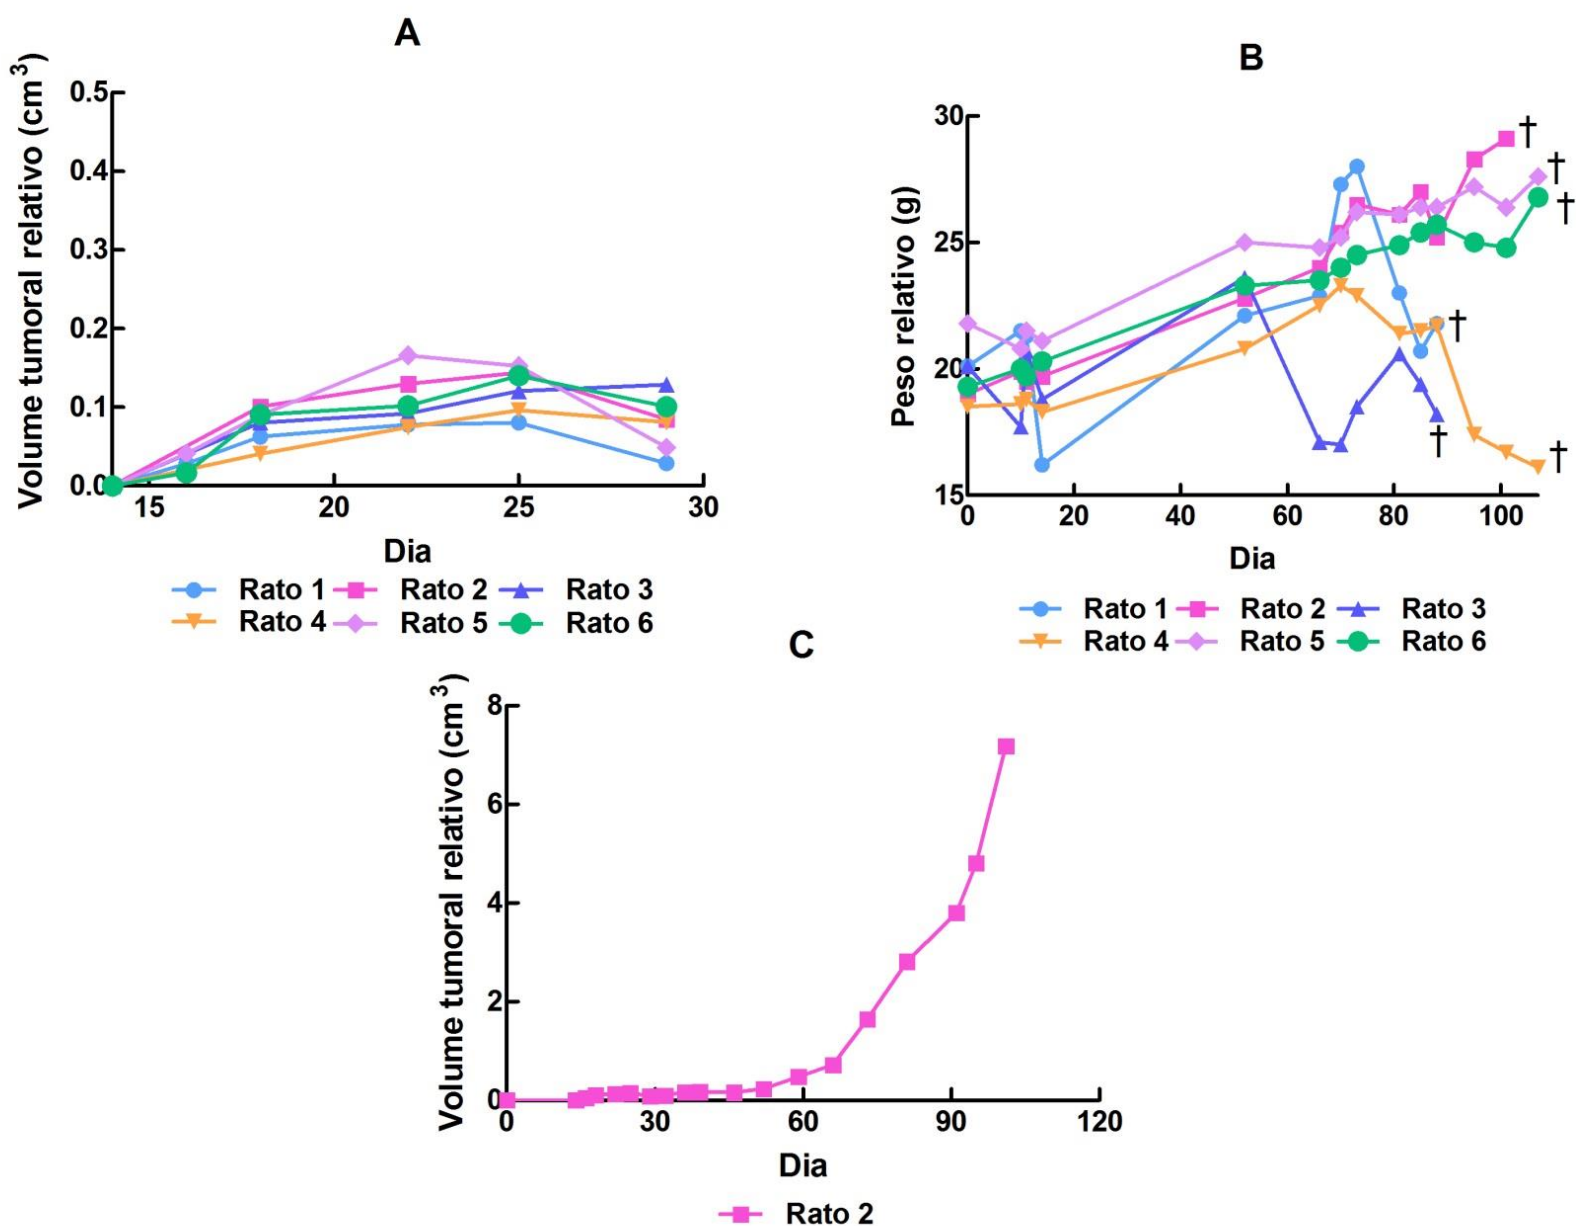 A
Volume tumoral relativo (cm³)
0.5
0.4
0.3
0.2
0.1
0.0
15 20 25 30
Dia
Rato 1 Rato 2 Rato 3
Rato 4 Rato 5 Rato 6
B
Peso relativo (g)
30
25
20
15
0 20 40 60 80 100
Dia
† † † † † †
Rato 1 Rato 2 Rato 3
Rato 4 Rato 5 Rato 6
C
Volume tumoral relativo (cm³)
8
6
4
2
0
0 30 60 90 120
Dia
Rato 2